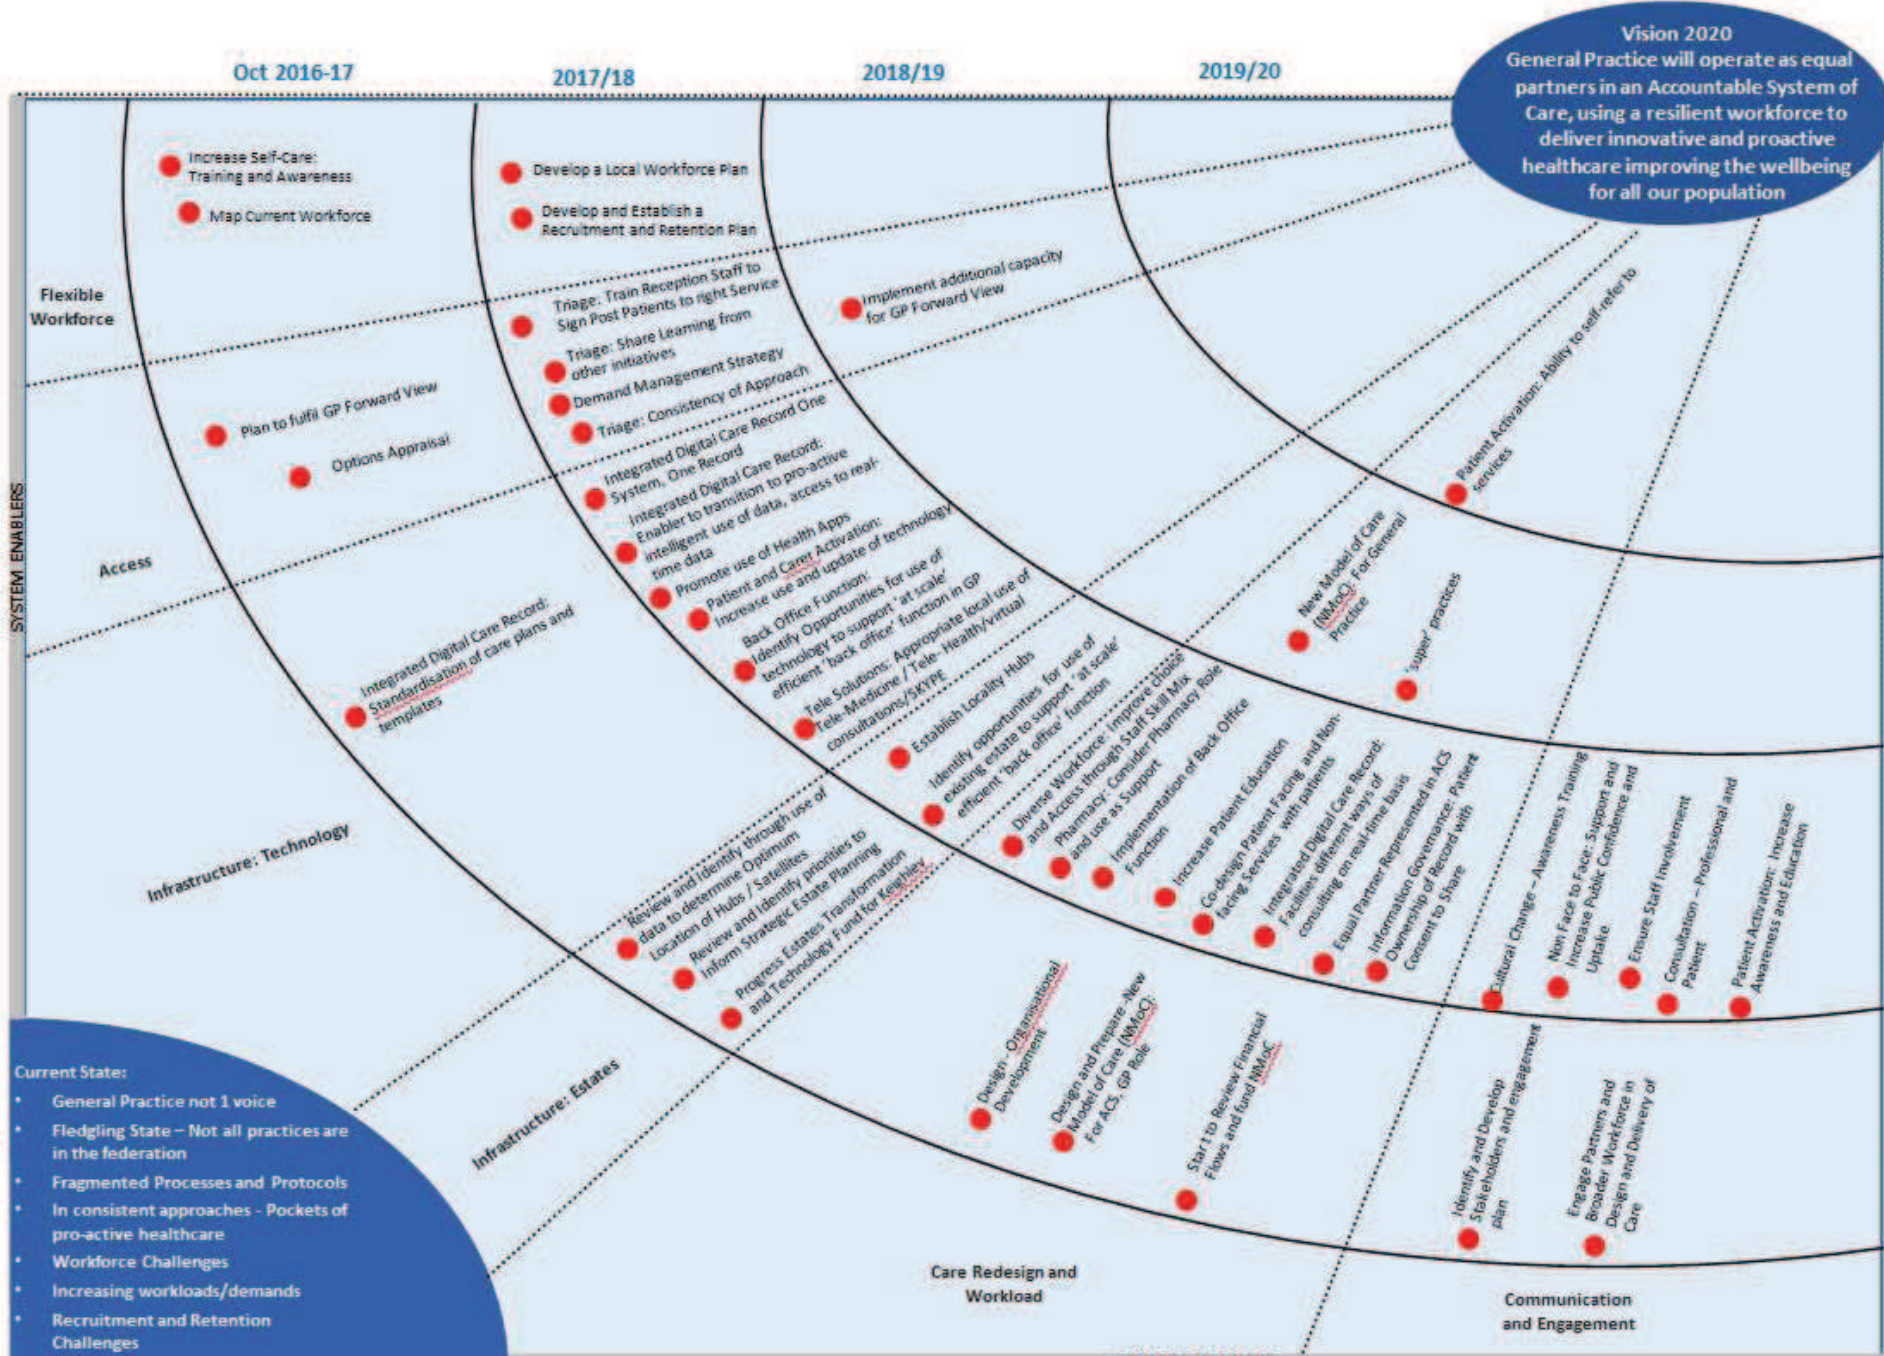 Oct 2016-17
2017/18
2018/19
2019/20
Vision 2020
General Practice will operate as equal
partners in an Accountable System of
Care, using a resilient workforce to
deliver innovative and proactive
healthcare improving the wellbeing
for all our population
SYSTEM ENABLERS
Flexible
Workforce
Increase Self-Care:
Training and Awareness
Map Current Workforce
Develop a Local Workforce Plan
Develop and Establish a
Recruitment and Retention Plan
Access
Plan to fulfil GP Forward View
Options Appraisal
Triage: Train Reception Staff to
Sign Post Patients to right Service
Triage: Share Learning from
other initiatives
Demand Management Strategy
Triage: Consistency of Approach
Implement additional capacity
for GP Forward View
Infrastructure: Technology
Integrated Digital Care Record:
Standardisation of care plans and
templates
Integrated Digital Care Record One
System, One Record
Integrated Digital Care Record:
Enabler to transition to pro-active
intelligent use of data, access to real-
time data
Promote use of Health Apps
Patient and Carer Activation:
Increase use and update of technology
Back Office Function:
Identify Opportunities for use of
technology to support 'at scale'
efficient 'back office' function in GP
Tele Solutions: Appropriate local use of
Tele-Medicine / Tele- Health/virtual
consultations/SKYPE
Infrastructure: Estates
Review and Identify through use of
data to determine Optimum
Location of Hubs / Satellites
Review and Identify priorities to
Inform Strategic Estate Planning
Progress Estates Transformation
and Technology Fund for Keighley
Establish Locality Hubs
Identify opportunities for use of
existing estate to support 'at scale'
efficient 'back office' function
Care Redesign and
Workload
Design - Organisational
Development
Design and Prepare -New
Model of Care (NMoC):
For ACS, GP Role
Start to Review Financial
Flows and fund NMoC
Diverse Workforce: Improve choice
and Access through Staff Skill Mix
Pharmacy: Consider Pharmacy Role
and use as Support
Implementation of Back Office
Function
Increase Patient Education
Co-design Patient Facing and Non-
facing Services with patients
Integrated Digital Care Record:
Facilities different ways of
consulting on real-time basis
Equal Partner Represented in ACS
Information Governance: Patient
Ownership of Record with
Consent to Share
New Model of Care
(NMoC): For General
Practice
'super' practices
Patient Activation: Ability to self-refer to
services
Communication
and Engagement
Identify and Develop
Stakeholders and engagement
plan
Engage Partners and
Broader Workforce in
Design and Delivery of
Care
Cultural Change – Awareness Training
Non Face to Face: Support and
Increase Public Confidence and
Uptake
Ensure Staff Involvement
Consultation – Professional and
Patient
Patient Activation: Increase
Awareness and Education
Current State:
• General Practice not 1 voice
• Fledgling State – Not all practices are
in the federation
• Fragmented Processes and Protocols
• In consistent approaches - Pockets of
pro-active healthcare
• Workforce Challenges
• Increasing workloads/demands
• Recruitment and Retention
Challenges